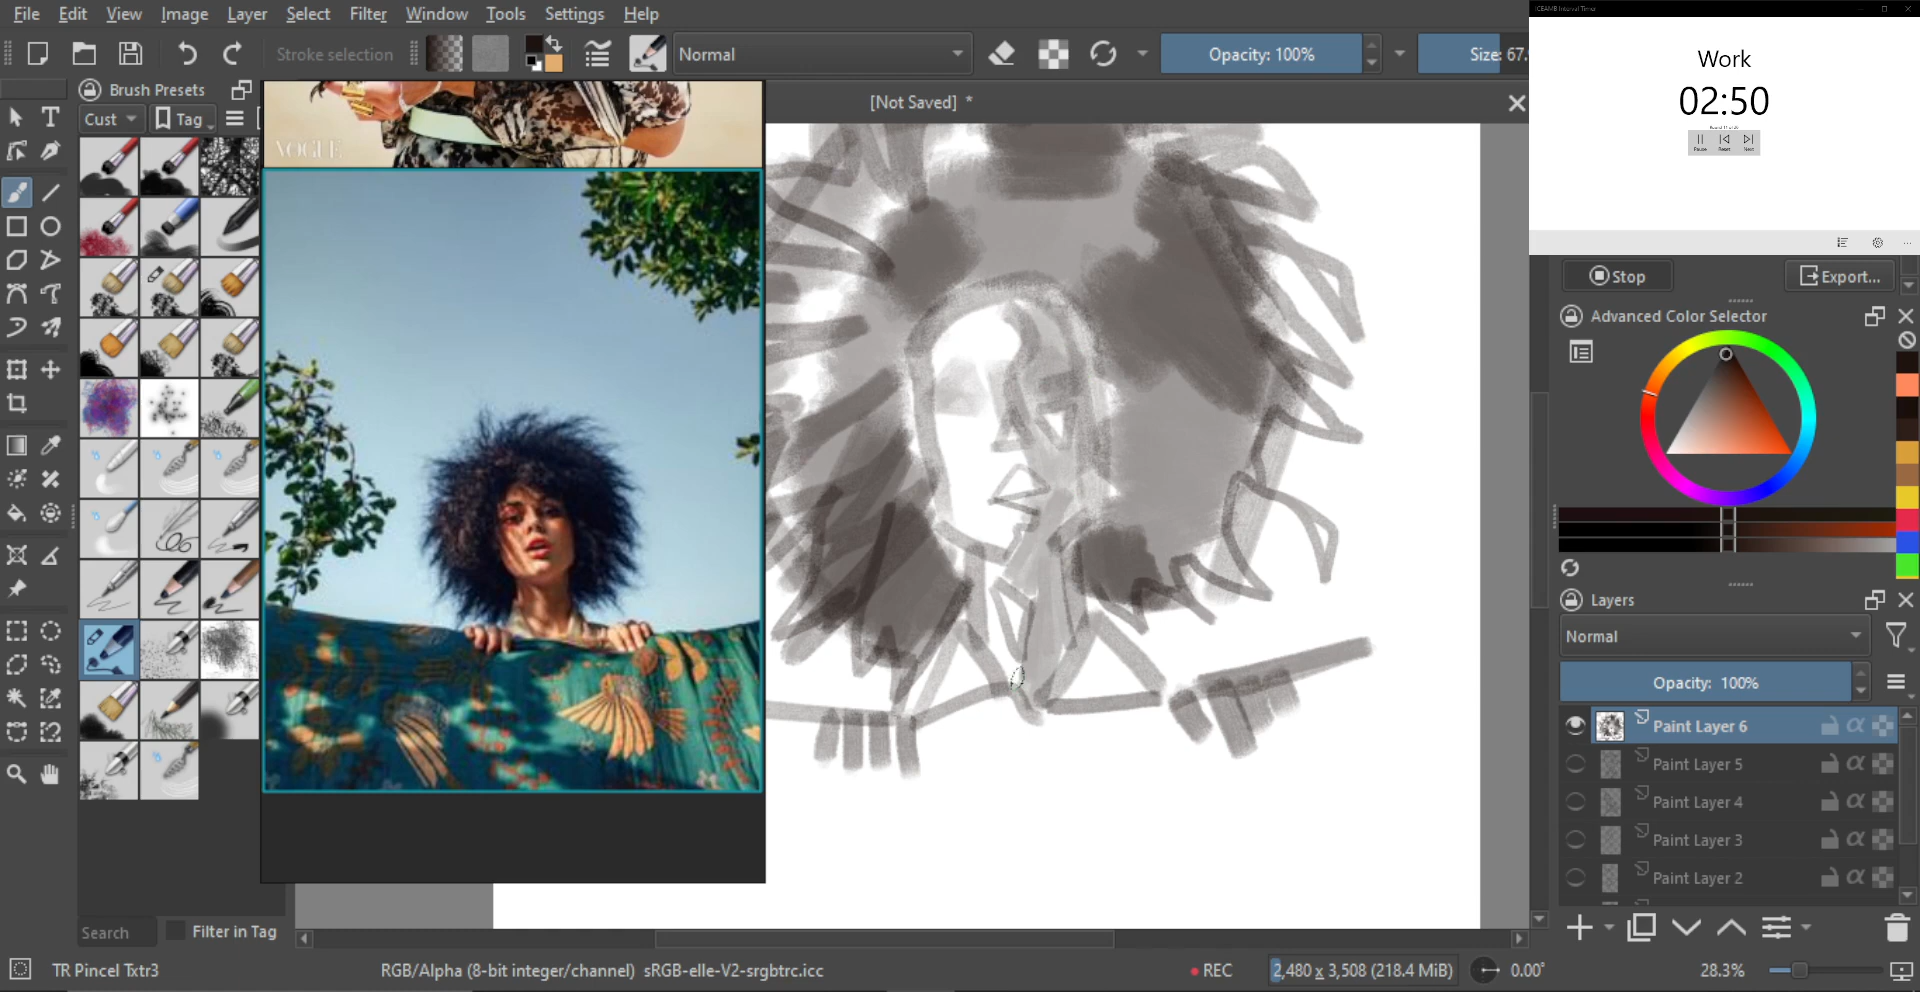 File Edit View Image Layer Select Filter Window Tools Settings Help
Stroke selection
Normal
Opacity: 100%
Size: 67.
Brush Presets
Cust
Tag
[Not Saved] *
VOGUE
Search
Filter in Tag
TR Pincel Txtr3
RGB/Alpha (8-bit integer/channel) sRGB-elle-V2-srgbtrc.icc
REC
2,480 x 3,508 (218.4 MiB)
0.00°
28.3%
Work
02:50
Pause Reset Next
Stop
Export...
Advanced Color Selector
Layers
Normal
Opacity: 100%
Paint Layer 6
Paint Layer 5
Paint Layer 4
Paint Layer 3
Paint Layer 2